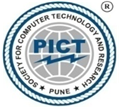 ®
SOCIETY FOR COMPUTER TECHNOLOGY AND RESEARCH
PICT
PUNE